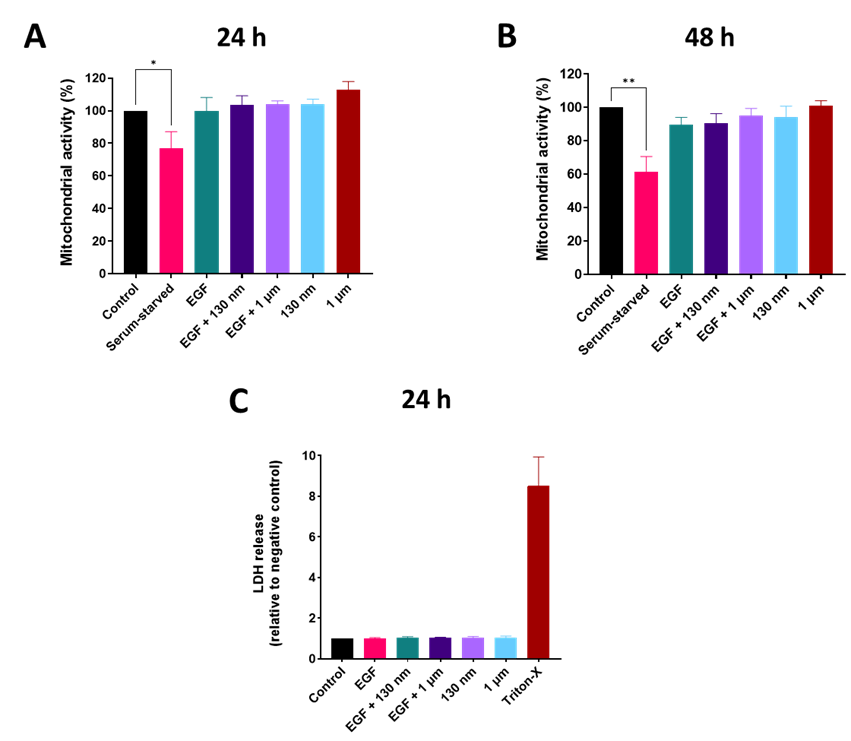 A
24 h
Mitochondrial activity (%)
120
100
80
60
40
20
0
*
Control
Serum-starved
EGF
EGF + 130 nm
EGF + 1 µm
130 nm
1 µm
B
48 h
Mitochondrial activity (%)
120
100
80
60
40
20
0
**
Control
Serum-starved
EGF
EGF + 130 nm
EGF + 1 µm
130 nm
1 µm
C
24 h
LDH release
(relative to negative control)
10
8
6
4
2
0
Control
EGF
EGF + 130 nm
EGF + 1 µm
130 nm
1 µm
Triton-X